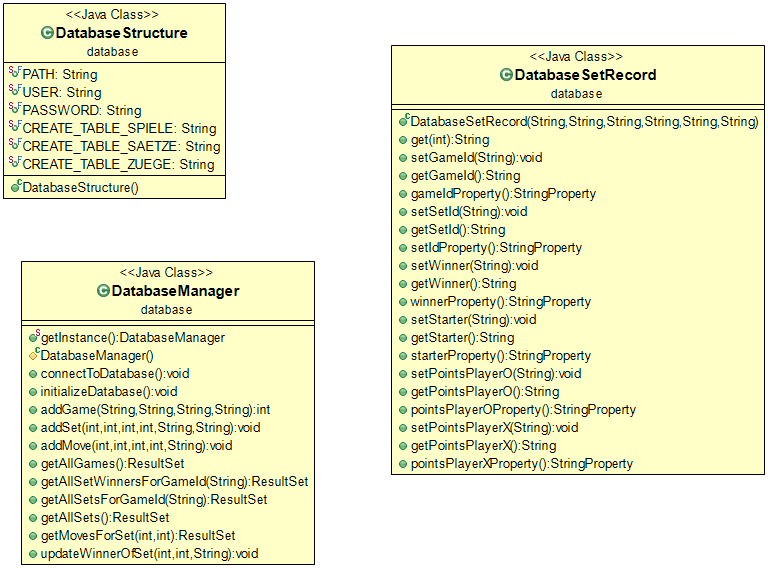 <<Java Class>>
DatabaseStructure
database
PATH: String
USER: String
PASSWORD: String
CREATE_TABLE_SPIELE: String
CREATE_TABLE_SAETZE: String
CREATE_TABLE_ZUEGE: String
DatabaseStructure()
<<Java Class>>
DatabaseSetRecord
database
DatabaseSetRecord(String,String,String,String,String,String)
get(int):String
setGameId(String):void
getGameId():String
gameIdProperty():StringProperty
setSetId(String):void
getSetId():String
setIdProperty():StringProperty
setWinner(String):void
getWinner():String
winnerProperty():StringProperty
setStarter(String):void
getStarter():String
starterProperty():StringProperty
setPointsPlayerO(String):void
getPointsPlayerO():String
pointsPlayerOProperty():StringProperty
setPointsPlayerX(String):void
getPointsPlayerX():String
pointsPlayerXProperty():StringProperty
<<Java Class>>
DatabaseManager
database
getInstance():DatabaseManager
DatabaseManager()
connectToDatabase():void
initializeDatabase():void
addGame(String,String,String,String):int
addSet(int,int,int,int,String,String):void
addMove(int,int,int,int,String):void
getAllGames():ResultSet
getAllSetWinnersForGameId(String):ResultSet
getAllSetsForGameId(String):ResultSet
getAllSets():ResultSet
getMovesForSet(int,int):ResultSet
updateWinnerOfSet(int,int,String):void